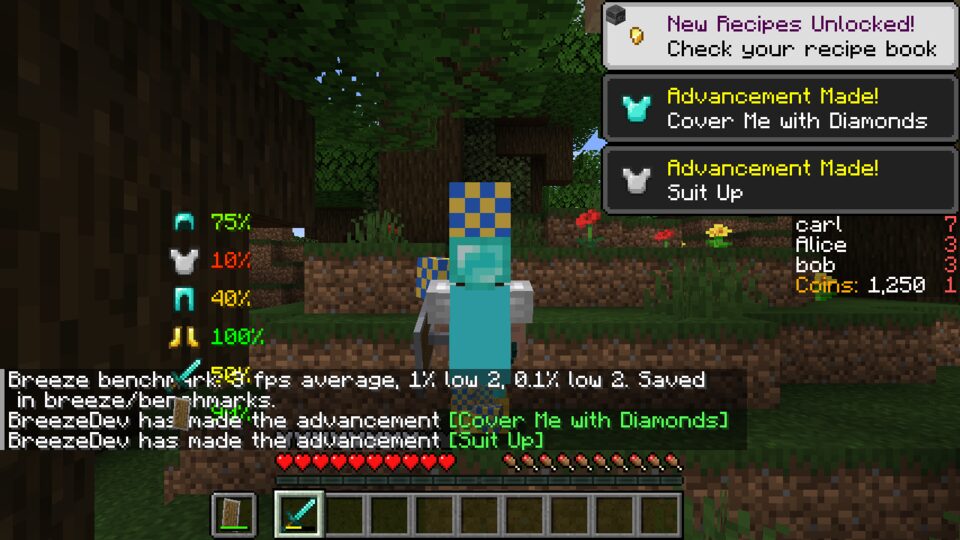 New Recipes Unlocked!
Check your recipe book
Advancement Made!
Cover Me with Diamonds
Advancement Made!
Suit Up
carl 7
Alice 3
bob 3
Coins: 1,250 1
75%
10%
40%
100%
50%
Breeze benchmark: fps average, 1% low 2, 0.1% low 2. Saved
in breeze/benchmarks.
BreezeDev has made the advancement [Cover Me with Diamonds]
BreezeDev has made the advancement [Suit Up]